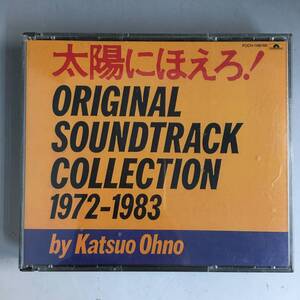 太陽にほえろ!
ORIGINAL
SOUNDTRACK
COLLECTION
1972-1983
by Katsuo Ohno